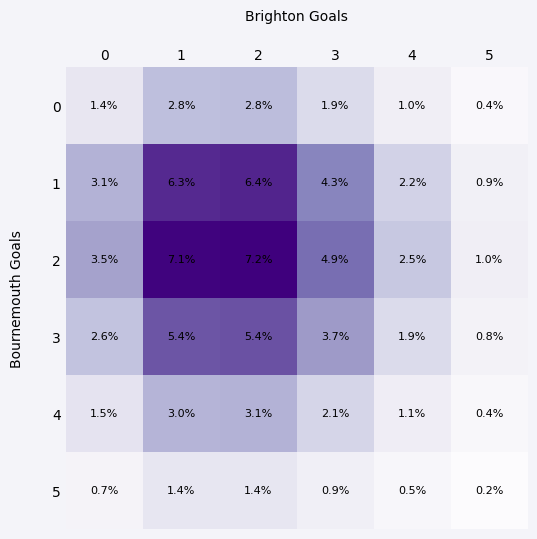 Brighton Goals
0 1 2 3 4 5
0 1.4% 2.8% 2.8% 1.9% 1.0% 0.4%
1 3.1% 6.3% 6.4% 4.3% 2.2% 0.9%
2 3.5% 7.1% 7.2% 4.9% 2.5% 1.0%
3 2.6% 5.4% 5.4% 3.7% 1.9% 0.8%
4 1.5% 3.0% 3.1% 2.1% 1.1% 0.4%
5 0.7% 1.4% 1.4% 0.9% 0.5% 0.2%
Bournemouth Goals